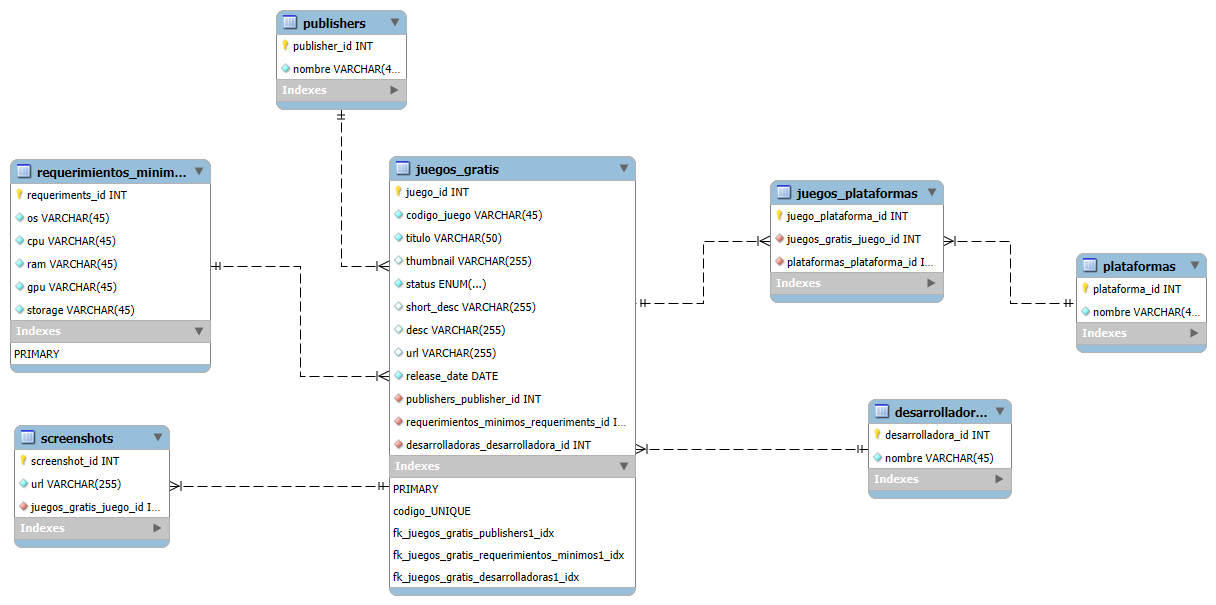 publishers
publisher_id INT
nombre VARCHAR(4...
Indexes
requerimientos_minim...
requeriments_id INT
os VARCHAR(45)
cpu VARCHAR(45)
ram VARCHAR(45)
gpu VARCHAR(45)
storage VARCHAR(45)
Indexes
PRIMARY
screenshots
screenshot_id INT
url VARCHAR(255)
juegos_gratis_juego_id I...
Indexes
juegos_gratis
juego_id INT
codigo_juego VARCHAR(45)
titulo VARCHAR(50)
thumbnail VARCHAR(255)
status ENUM(...)
short_desc VARCHAR(255)
desc VARCHAR(255)
url VARCHAR(255)
release_date DATE
publishers_publisher_id INT
requerimientos_minimos_requeriments_id I...
desarrolladoras_desarrolladora_id INT
Indexes
PRIMARY
codigo_UNIQUE
fk_juegos_gratis_publishers1_idx
fk_juegos_gratis_requerimientos_minimos1_idx
fk_juegos_gratis_desarrolladoras1_idx
juegos_plataformas
juego_plataforma_id INT
juegos_gratis_juego_id INT
plataformas_plataforma_id I...
Indexes
plataformas
plataforma_id INT
nombre VARCHAR(4...
Indexes
desarrollador...
desarrolladora_id INT
nombre VARCHAR(45)
Indexes